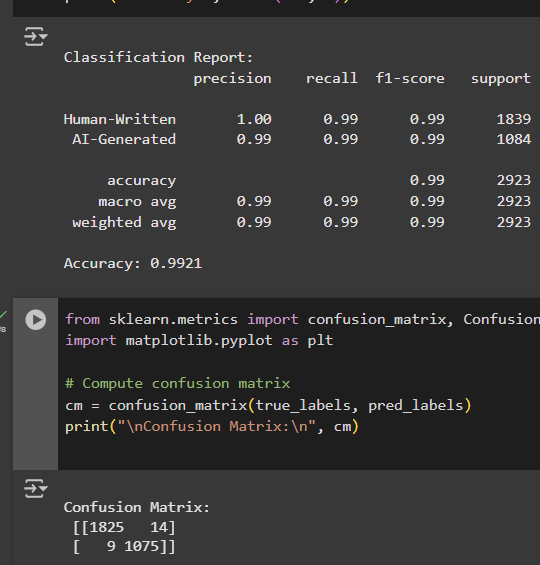 Classification Report:
precision recall f1-score support
Human-Written 1.00 0.99 0.99 1839
AI-Generated 0.99 0.99 0.99 1084
accuracy 0.99 2923
macro avg 0.99 0.99 0.99 2923
weighted avg 0.99 0.99 0.99 2923
Accuracy: 0.9921
from sklearn.metrics import confusion_matrix, Confusion
import matplotlib.pyplot as plt
# Compute confusion matrix
cm = confusion_matrix(true_labels, pred_labels)
print("\nConfusion Matrix:\n", cm)
Confusion Matrix:
[[1825 14]
[ 9 1075]]